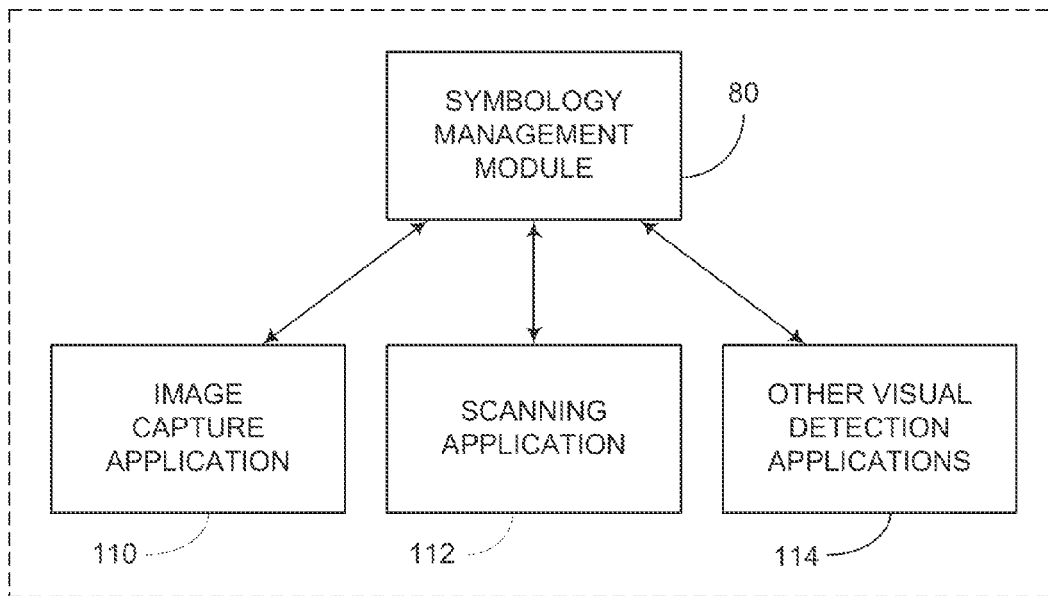 SYMBOLOGY
MANAGEMENT
MODULE
80
IMAGE
CAPTURE
APPLICATION
SCANNING
APPLICATION
OTHER VISUAL
DETECTION
APPLICATIONS
110
112
114